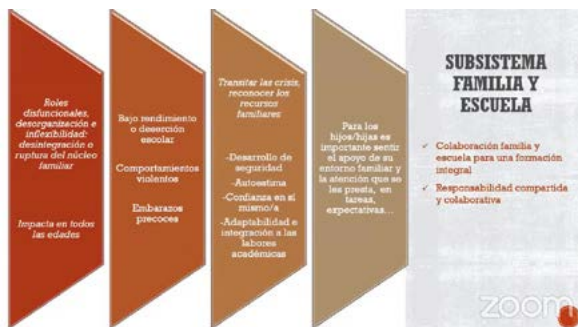 Roles
disfuncionales,
desorganización e
inflexibilidad:
desintegración o
ruptura del núcleo
familiar
Impacta en todos
las edades
Bajo rendimiento
o deserción
escolar
Comportamientos
violentos
Embarazos
precoces
Transitar las crisis,
reconocer los
recursos
familiares
-Desarrollo de
seguridad
-Autoestima
-Confianza en sí
mismo/a
-Adaptabilidad e
integración a las
labores
académicas
Para los
hijos/hijas es
importante sentir
el apoyo de su
entorno familiar y
la atención que se
les presta, en
tareas,
expectativas...
SUBSISTEMA
FAMILIA Y
ESCUELA
✓ Colaboración familia y
escuela para una formación
integral
✓ Responsabilidad compartida
y colaborativa
zoom